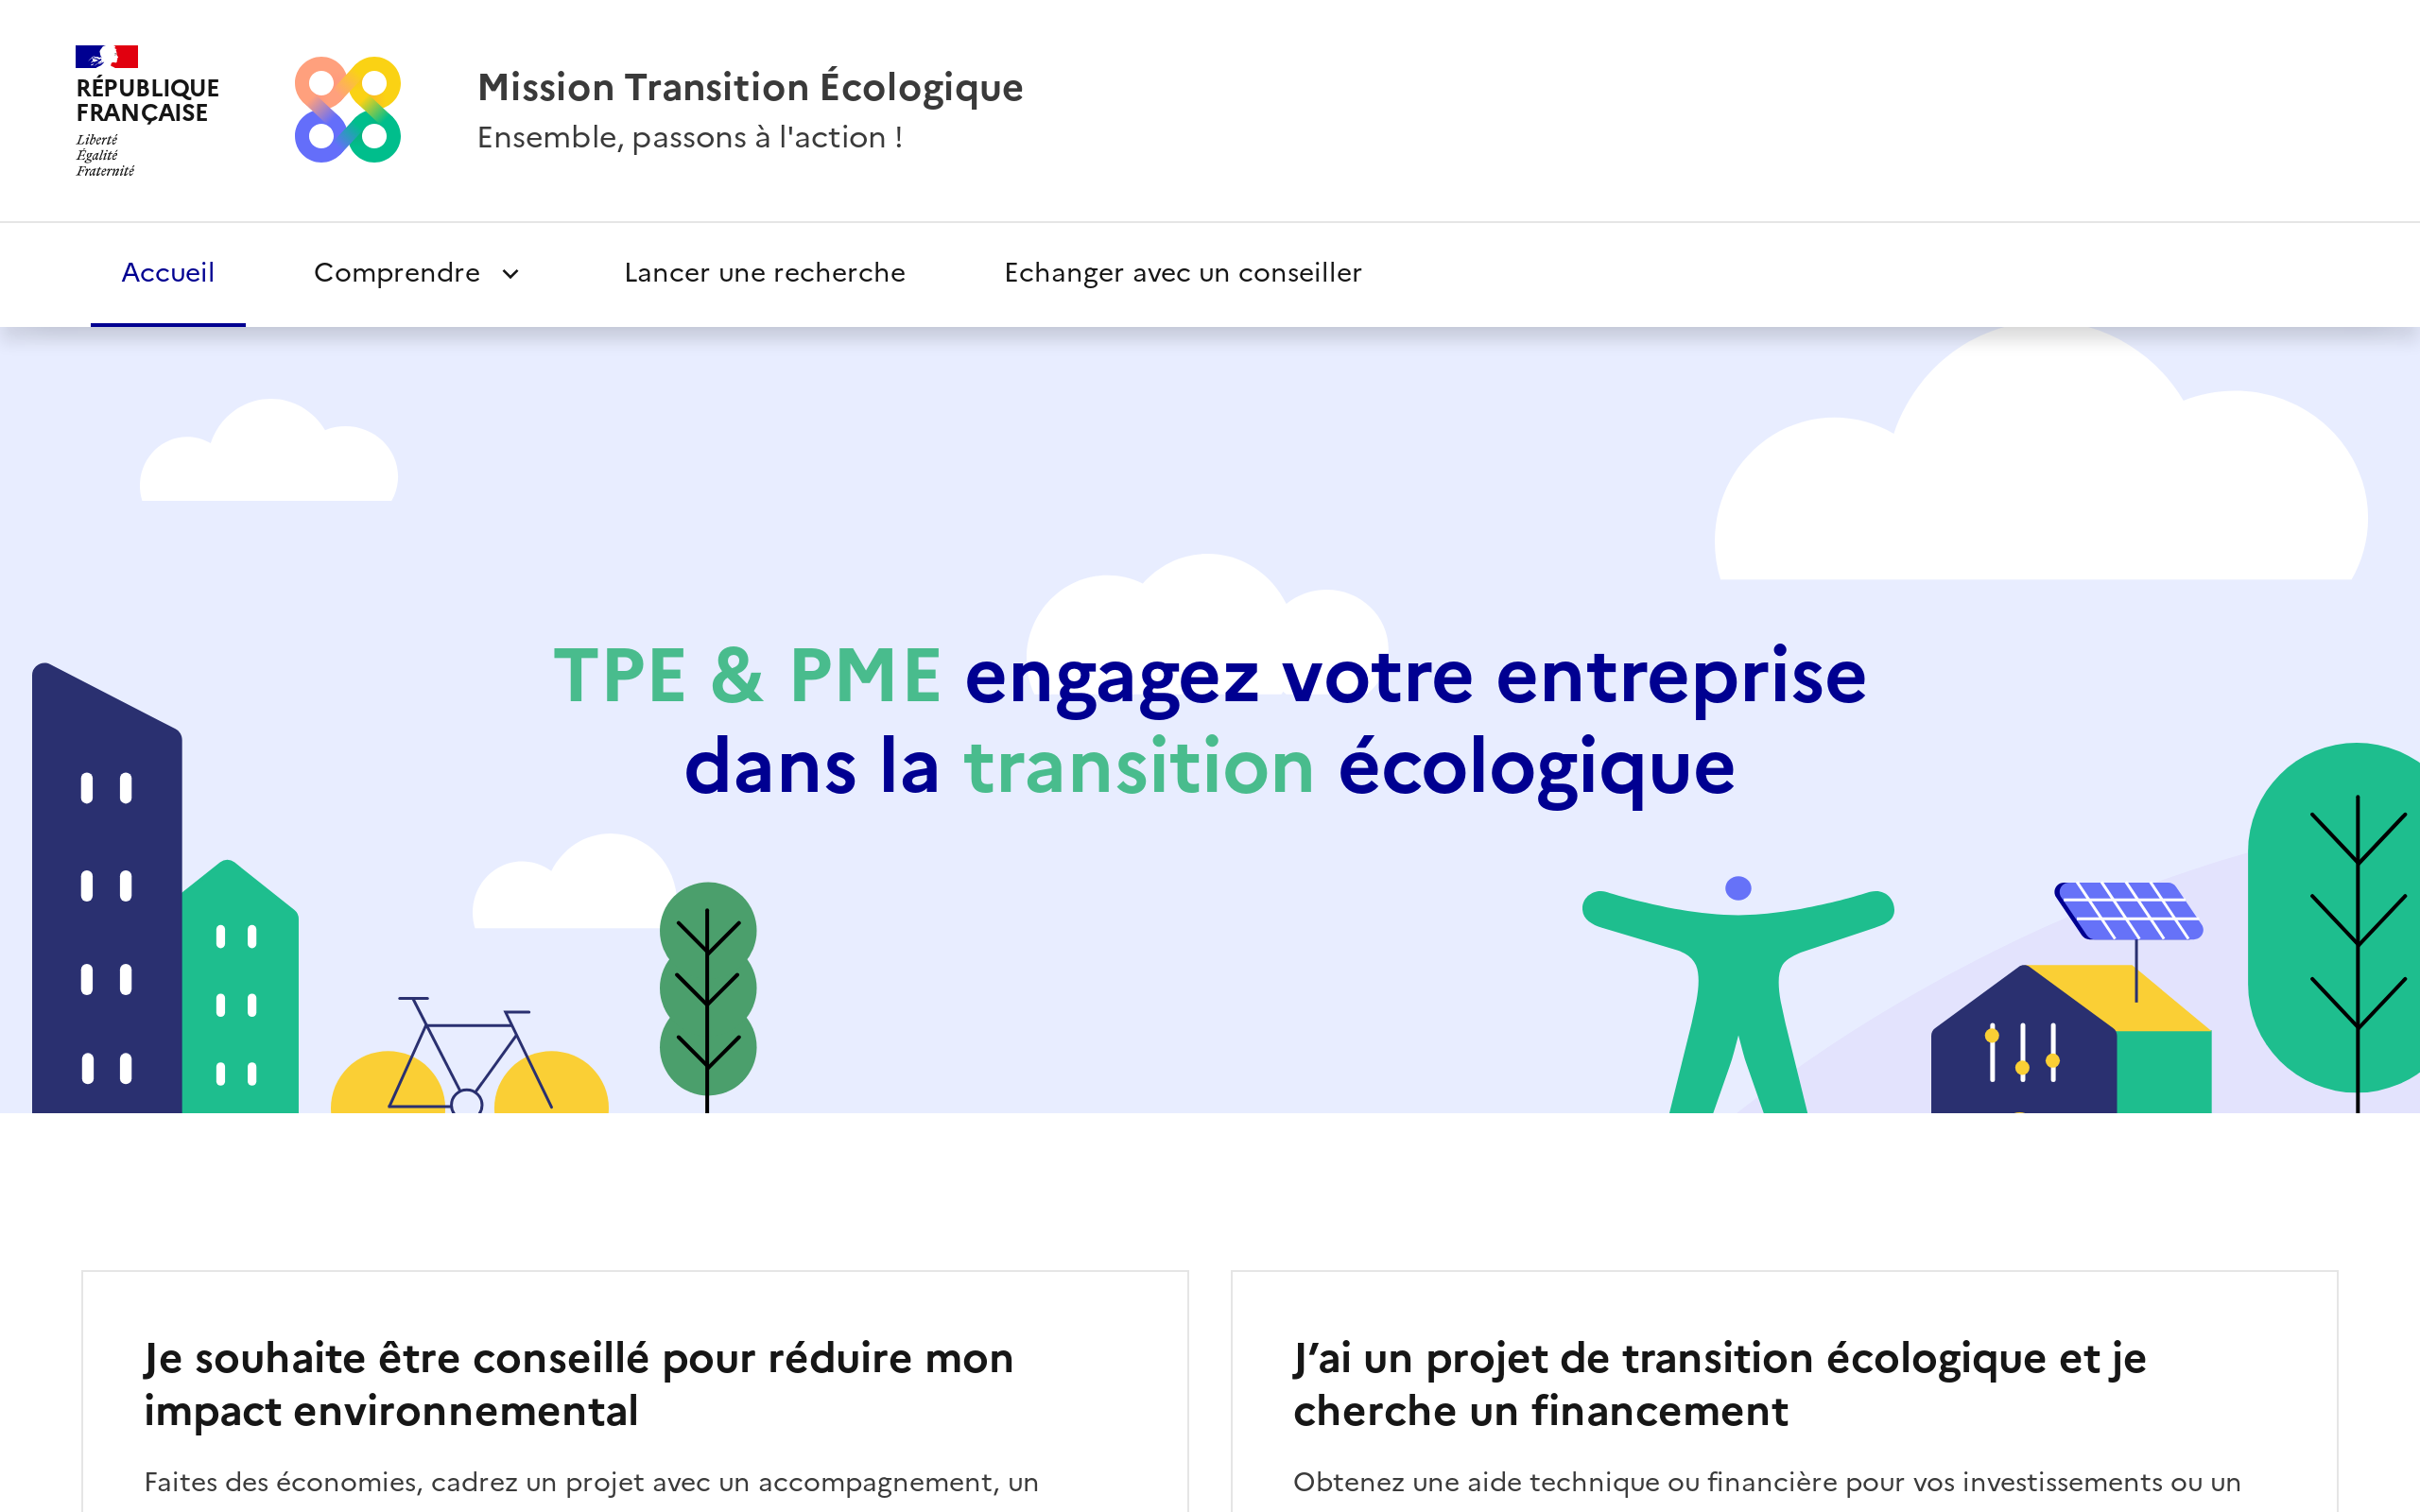 RÉPUBLIQUE
FRANÇAISE
Liberté
Égalité
Fraternité
Mission Transition Écologique
Ensemble, passons à l'action !
Accueil
Comprendre
Lancer une recherche
Echanger avec un conseiller
TPE & PME engagez votre entreprise
dans la transition écologique
Je souhaite être conseillé pour réduire mon
impact environnemental
Faites des économies, cadrez un projet avec un accompagnement, un
J’ai un projet de transition écologique et je
cherche un financement
Obtenez une aide technique ou financière pour vos investissements ou un